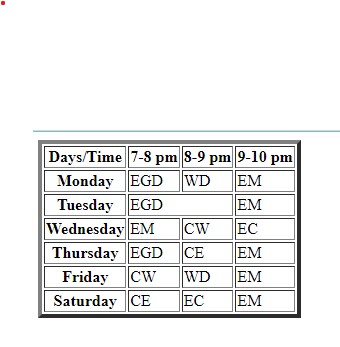 Days/Time 7-8 pm 8-9 pm 9-10 pm
Monday EGD WD EM
Tuesday EGD EM
Wednesday EM CW EC
Thursday EGD CE EM
Friday CW WD EM
Saturday CE EC EM